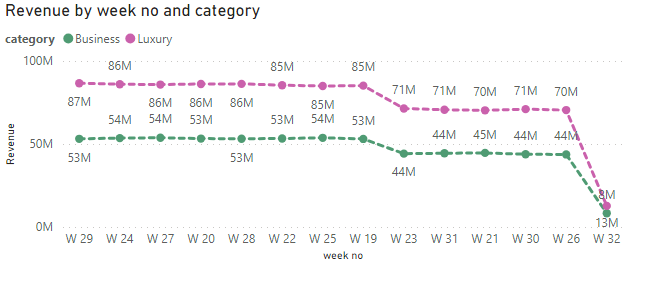 Revenue by week no and category
category Business Luxury
100M
86M 85M 85M
71M 71M 70M 71M 70M
87M 86M 86M 86M 85M
54M 54M 53M 53M 54M 53M
50M
44M 45M 44M 44M
53M 53M
44M
8M
13M
0M
W 29 W 24 W 27 W 20 W 28 W 22 W 25 W 19 W 23 W 31 W 21 W 30 W 26 W 32
week no
Revenue